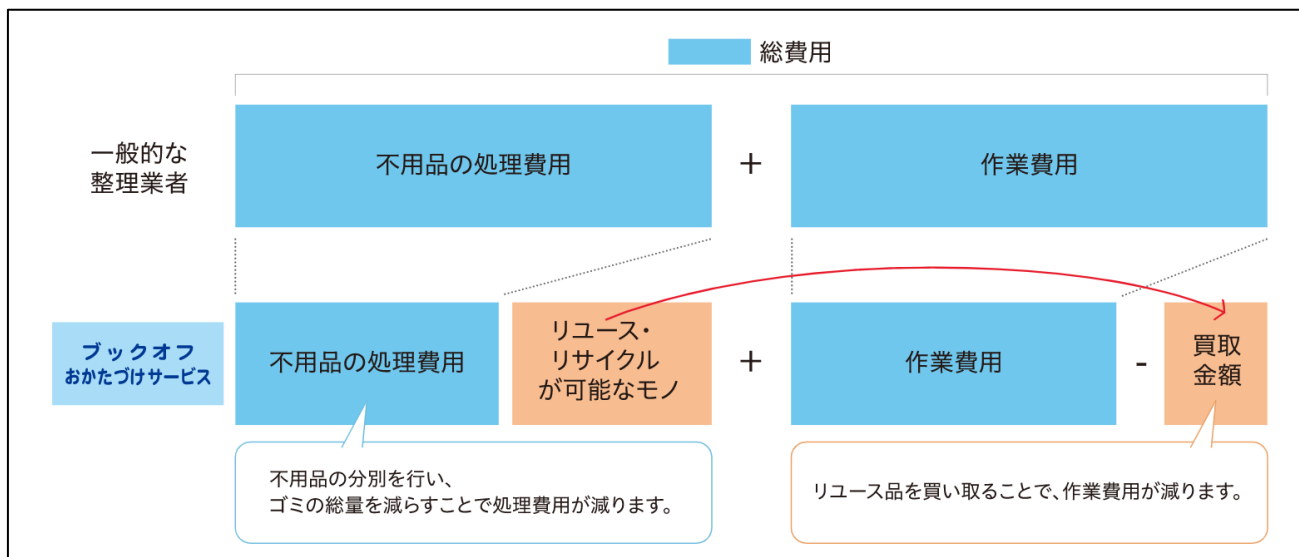 総費用
一般的な
整理業者
不用品の処理費用
+
作業費用
ブックオフ
おかたづけサービス
不用品の処理費用
リユース・
リサイクル
が可能なモノ
+
作業費用
-
買取
金額
不用品の分別を行い、
ゴミの総量を減らすことで処理費用が減ります。
リユース品を買い取ることで、作業費用が減ります。